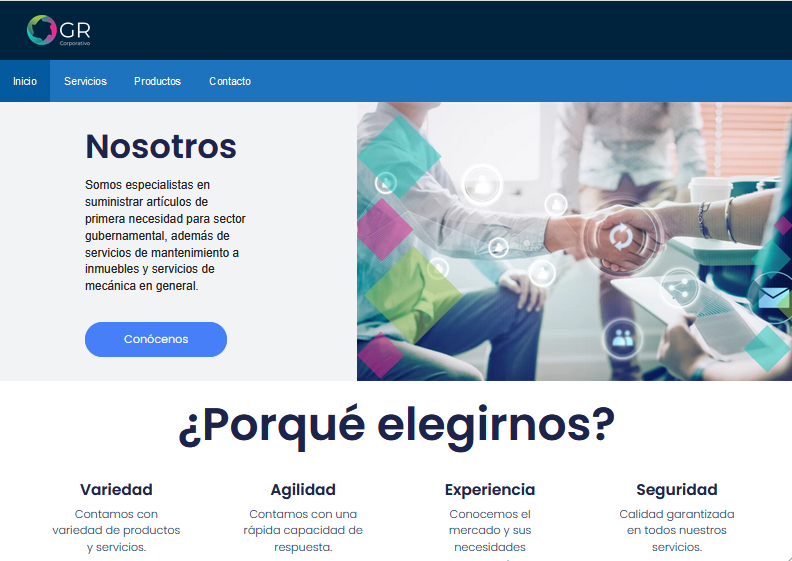 GR
Corporativo
Inicio Servicios Productos Contacto
Nosotros
Somos especialistas en
suministrar artículos de
primera necesidad para sector
gubernamental, además de
servicios de mantenimiento a
inmuebles y servicios de
mecánica en general.
Conócenos
¿Porqué elegirnos?
Variedad
Contamos con
variedad de productos
y servicios.
Agilidad
Contamos con una
rápida capacidad de
respuesta.
Experiencia
Conocemos el
mercado y sus
necesidades
Seguridad
Calidad garantizada
en todos nuestros
servicios.